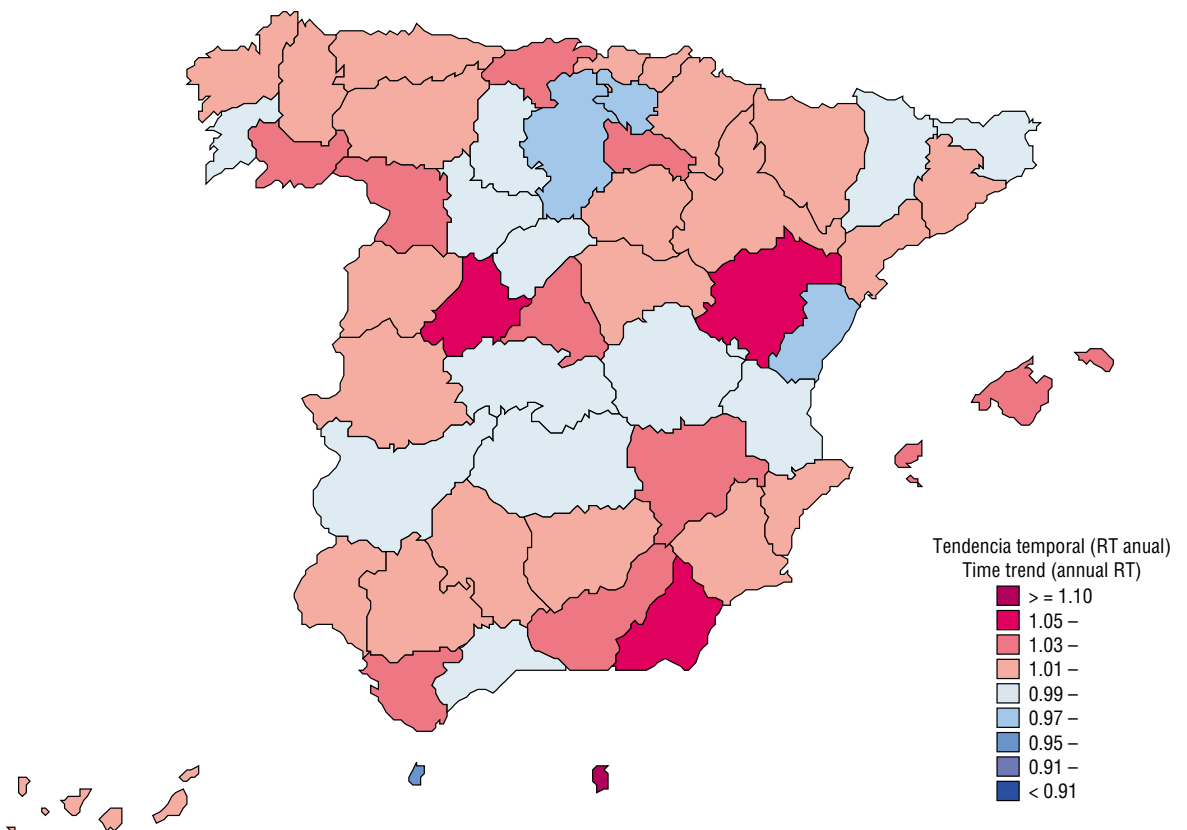 Tendencia temporal (RT anual)
Time trend (annual RT)
> = 1.10
1.05 –
1.03 –
1.01 –
0.99 –
0.97 –
0.95 –
0.91 –
< 0.91